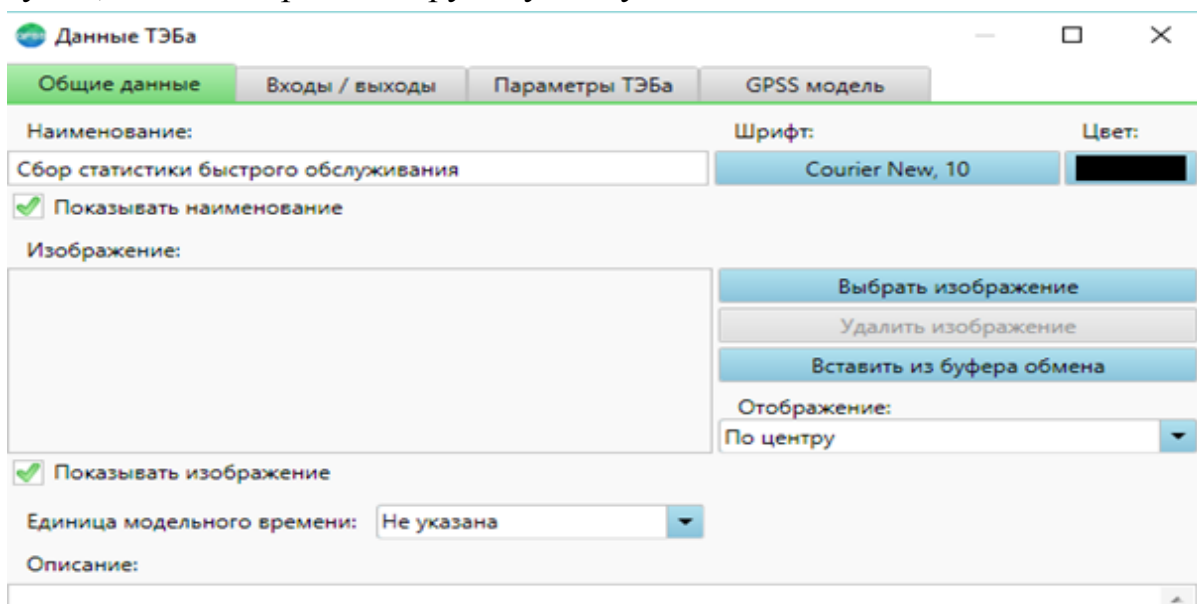 Данные ТЭБа
Общие данные Входы / выходы Параметры ТЭБа GPSS модель
Наименование: Шрифт: Цвет:
Сбор статистики быстрого обслуживания Courier New, 10
Показывать наименование
Изображение:
Выбрать изображение
Удалить изображение
Вставить из буфера обмена
Отображение:
По центру
Показывать изображение
Единица модельного времени: Не указана
Описание: